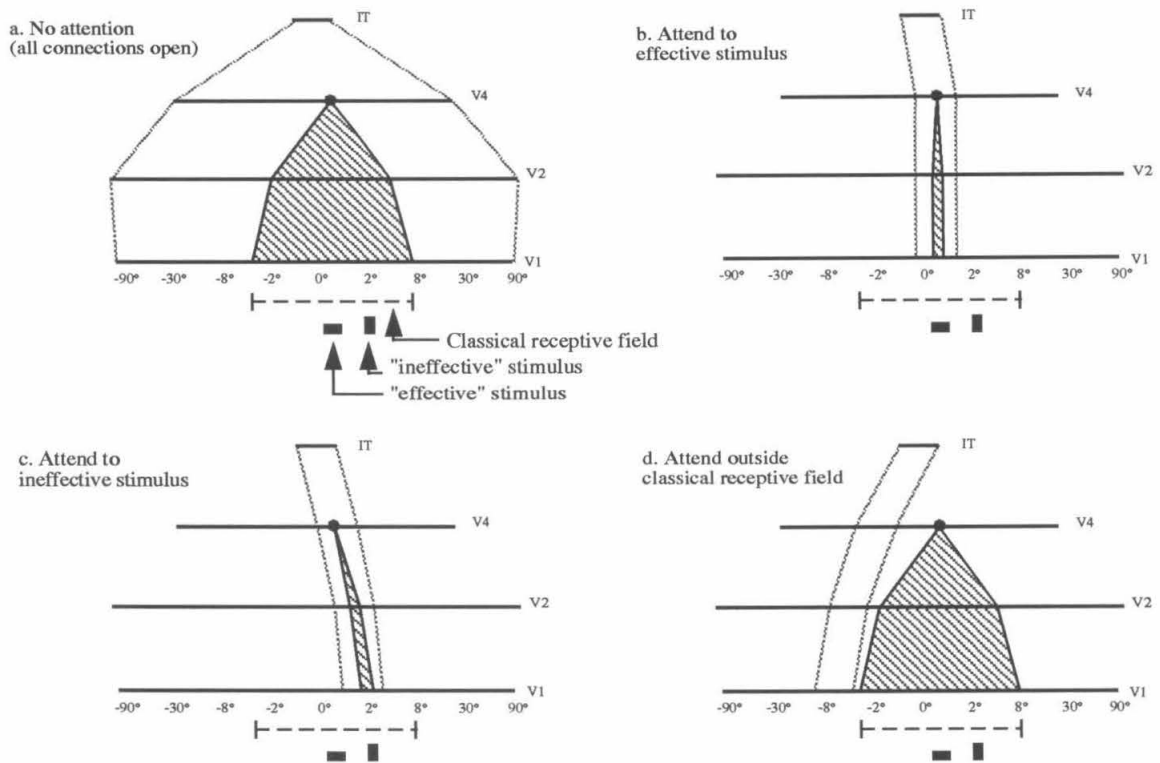 a. No attention
(all connections open)
IT
V4
V2
V1
-90° -30° -8° -2° 0° 2° 8° 30° 90°
Classical receptive field
"ineffective" stimulus
"effective" stimulus
b. Attend to
effective stimulus
IT
V4
V2
V1
-90° -30° -8° -2° 0° 2° 8° 30° 90°
c. Attend to
ineffective stimulus
IT
V4
V2
V1
-90° -30° -8° -2° 0° 2° 8° 30° 90°
d. Attend outside
classical receptive field
IT
V4
V2
V1
-90° -30° -8° -2° 0° 2° 8° 30° 90°